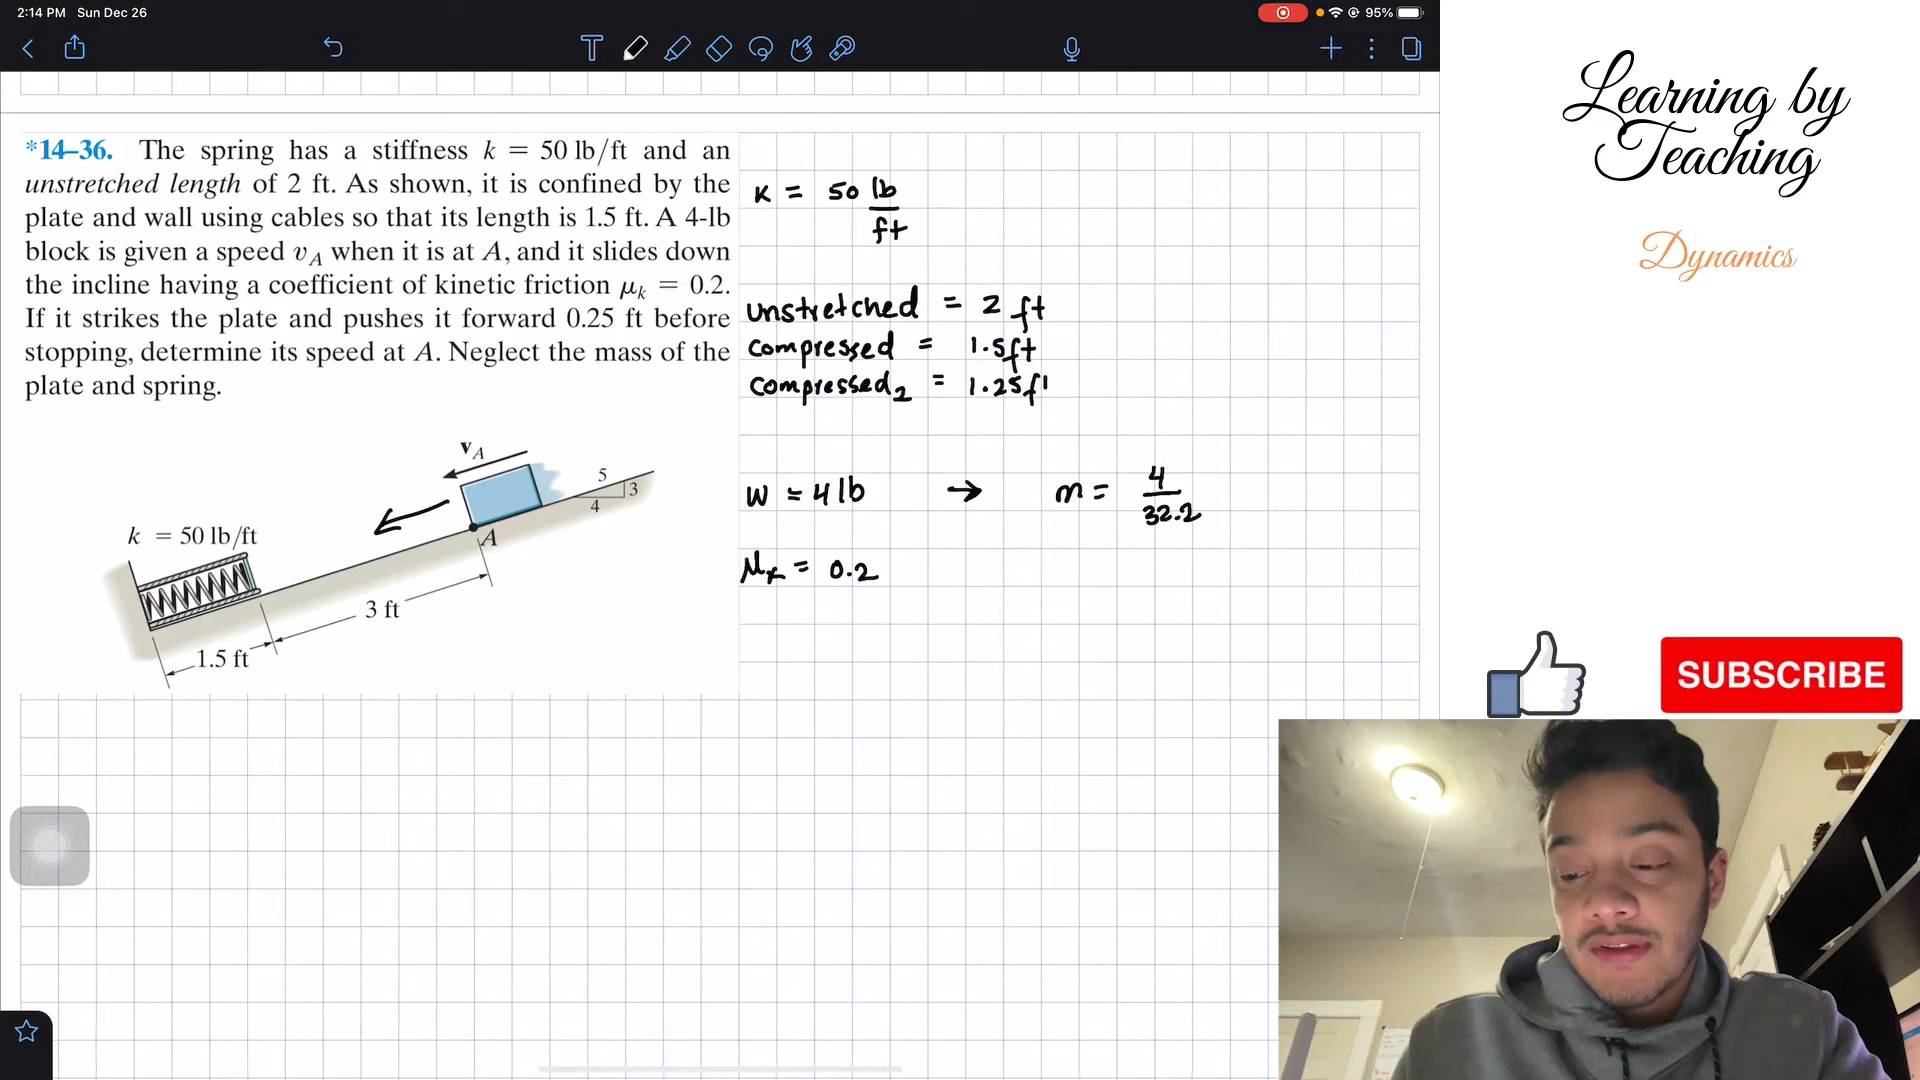 2:14 PM Sun Dec 26
95%
*14–36. The spring has a stiffness k = 50 lb/ft and an
unstretched length of 2 ft. As shown, it is confined by the
plate and wall using cables so that its length is 1.5 ft. A 4-lb
block is given a speed vA when it is at A, and it slides down
the incline having a coefficient of kinetic friction μk = 0.2.
If it strikes the plate and pushes it forward 0.25 ft before
stopping, determine its speed at A. Neglect the mass of the
plate and spring.
vA
5
3
4
A
k = 50 lb/ft
3 ft
1.5 ft
K = 50 lb/ft
unstretched = 2 ft
compressed = 1.5ft
compressed2 = 1.25f
W = 4 lb → m = 4/32.2
μk = 0.2
Learning by
Teaching
Dynamics
SUBSCRIBE